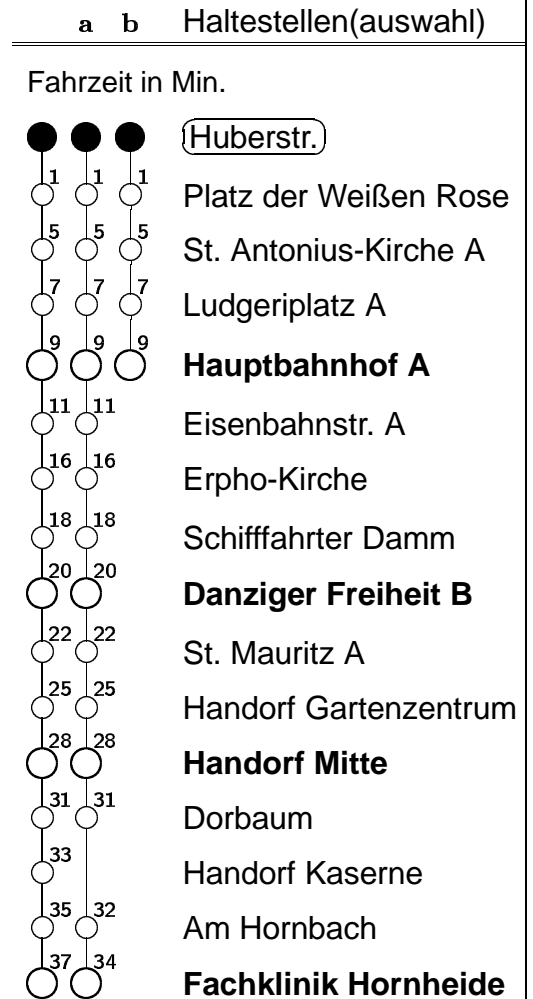 a b Haltestellen(auswahl)
Fahrzeit in Min.
Huberstr.
1 1 1 Platz der Weißen Rose
5 5 5 St. Antonius-Kirche A
7 7 7 Ludgeriplatz A
9 9 9 Hauptbahnhof A
11 11 Eisenbahnstr. A
16 16 Erpho-Kirche
18 18 Schifffahrter Damm
20 20 Danziger Freiheit B
22 22 St. Mauritz A
25 25 Handorf Gartenzentrum
28 28 Handorf Mitte
31 31 Dorbaum
33 Handorf Kaserne
35 32 Am Hornbach
37 34 Fachklinik Hornheide